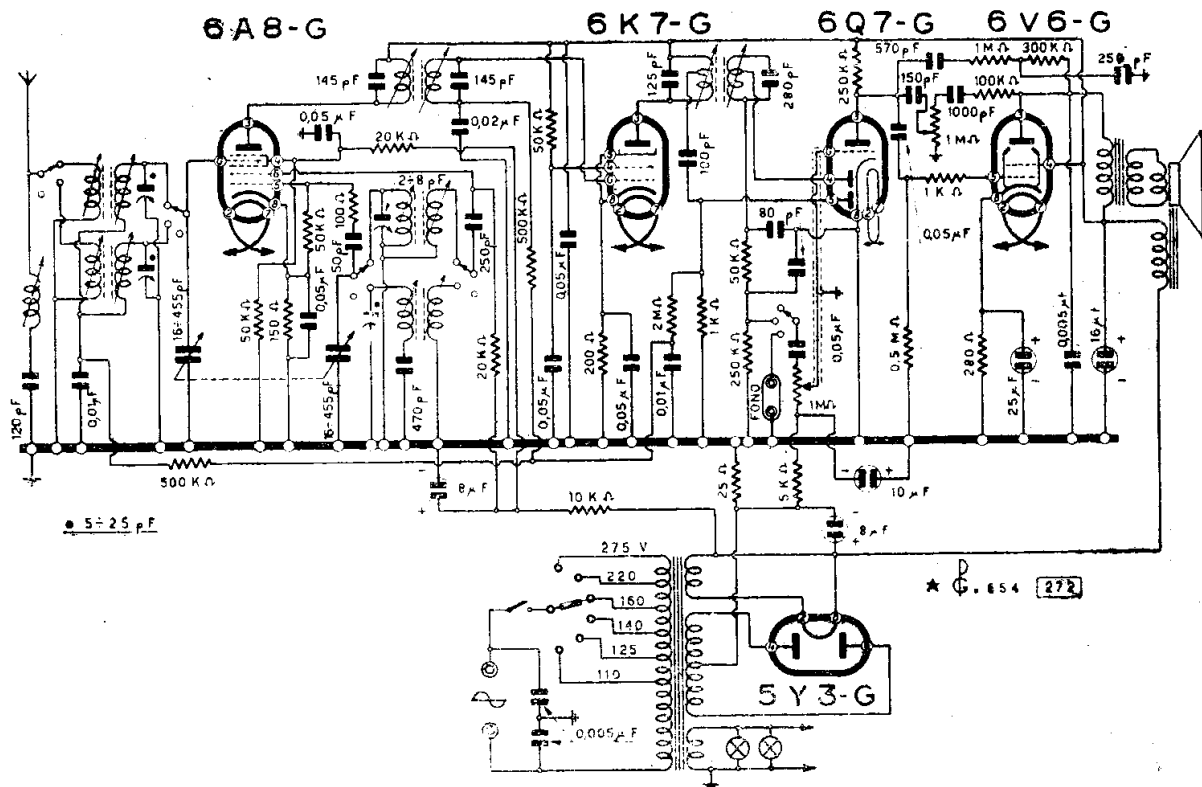 6A8-G
6K7-G
6Q7-G
6V6-G
145 pF
145 pF
125 pF
280 pF
250 KΩ
570 pF
1 MΩ
300 KΩ
250 pF
150 pF
100 KΩ
1000 pF
1 MΩ
0,05 µF
20 KΩ
0,02 µF
50 KΩ
100 pF
1 KΩ
0,05 µF
2÷8 pF
50 KΩ
100 Ω
50 pF
0,05 µF
250 pF
500 KΩ
0,05 µF
80 pF
50 KΩ
16÷455 pF
50 KΩ
150 Ω
16÷455 pF
20 KΩ
200 Ω
2 MΩ
1 KΩ
250 KΩ
FONO
1 MΩ
0,05 µF
0.5 MΩ
280 Ω
25 µF
0,005 µF
16 µF
120 pF
0,01 µF
470 pF
0,05 µF
0,05 µF
0,01 µF
500 KΩ
8 µF
25 Ω
5 KΩ
10 µF
10 KΩ
8 µF
● 5÷25 pF
275 V
220
160
140
125
110
0,005 µF
5Y3-G
272